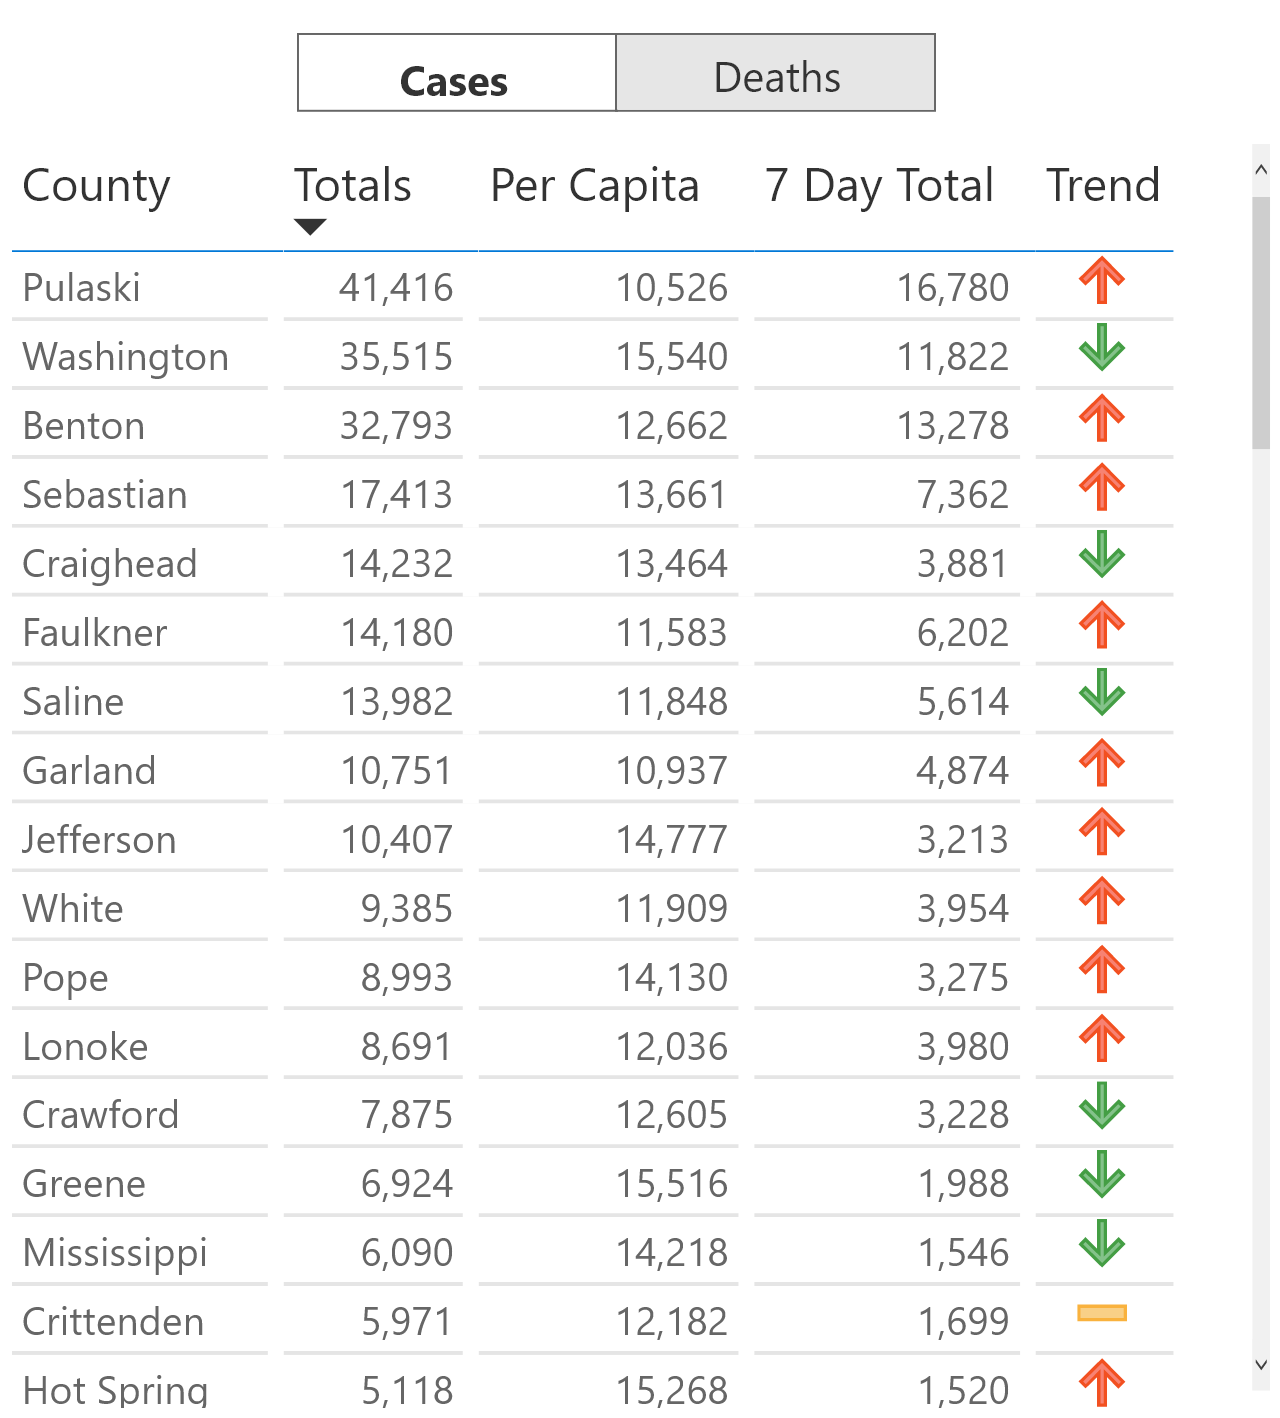 Cases Deaths
County Totals Per Capita 7 Day Total Trend
Pulaski 41,416 10,526 16,780
Washington 35,515 15,540 11,822
Benton 32,793 12,662 13,278
Sebastian 17,413 13,661 7,362
Craighead 14,232 13,464 3,881
Faulkner 14,180 11,583 6,202
Saline 13,982 11,848 5,614
Garland 10,751 10,937 4,874
Jefferson 10,407 14,777 3,213
White 9,385 11,909 3,954
Pope 8,993 14,130 3,275
Lonoke 8,691 12,036 3,980
Crawford 7,875 12,605 3,228
Greene 6,924 15,516 1,988
Mississippi 6,090 14,218 1,546
Crittenden 5,971 12,182 1,699
Hot Spring 5,118 15,268 1,520